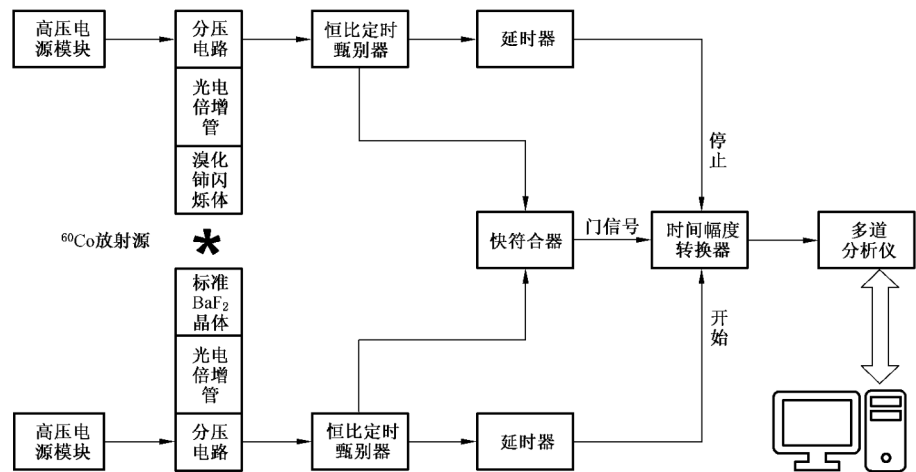 高压电
源模块
分压
电路
恒比定时
甄别器
延时器
光电
倍增
管
停
止
溴化
铈闪
烁体
⁶⁰Co放射源
*
快符合器
门信号
时间幅度
转换器
多道
分析仪
标准
BaF₂
晶体
开
始
光电
倍增
管
高压电
源模块
分压
电路
恒比定时
甄别器
延时器